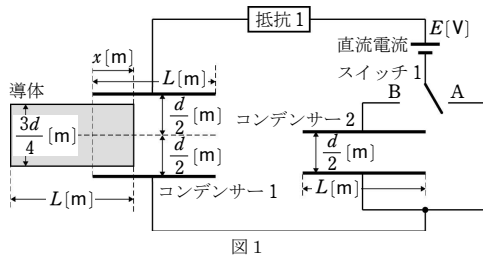 抵抗 1
E[V]
直流電流
スイッチ 1
x[m]
L[m]
導体
B
A
d/2 [m]
コンデンサー 2
3d/4 [m]
d/2 [m]
d/2 [m]
L[m]
コンデンサー 1
L[m]
図 1